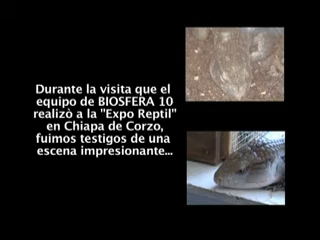 Durante la visita que el
equipo de BIOSFERA 10
realizò a la "Expo Reptil"
en Chiapa de Corzo,
fuimos testigos de una
escena impresionante...